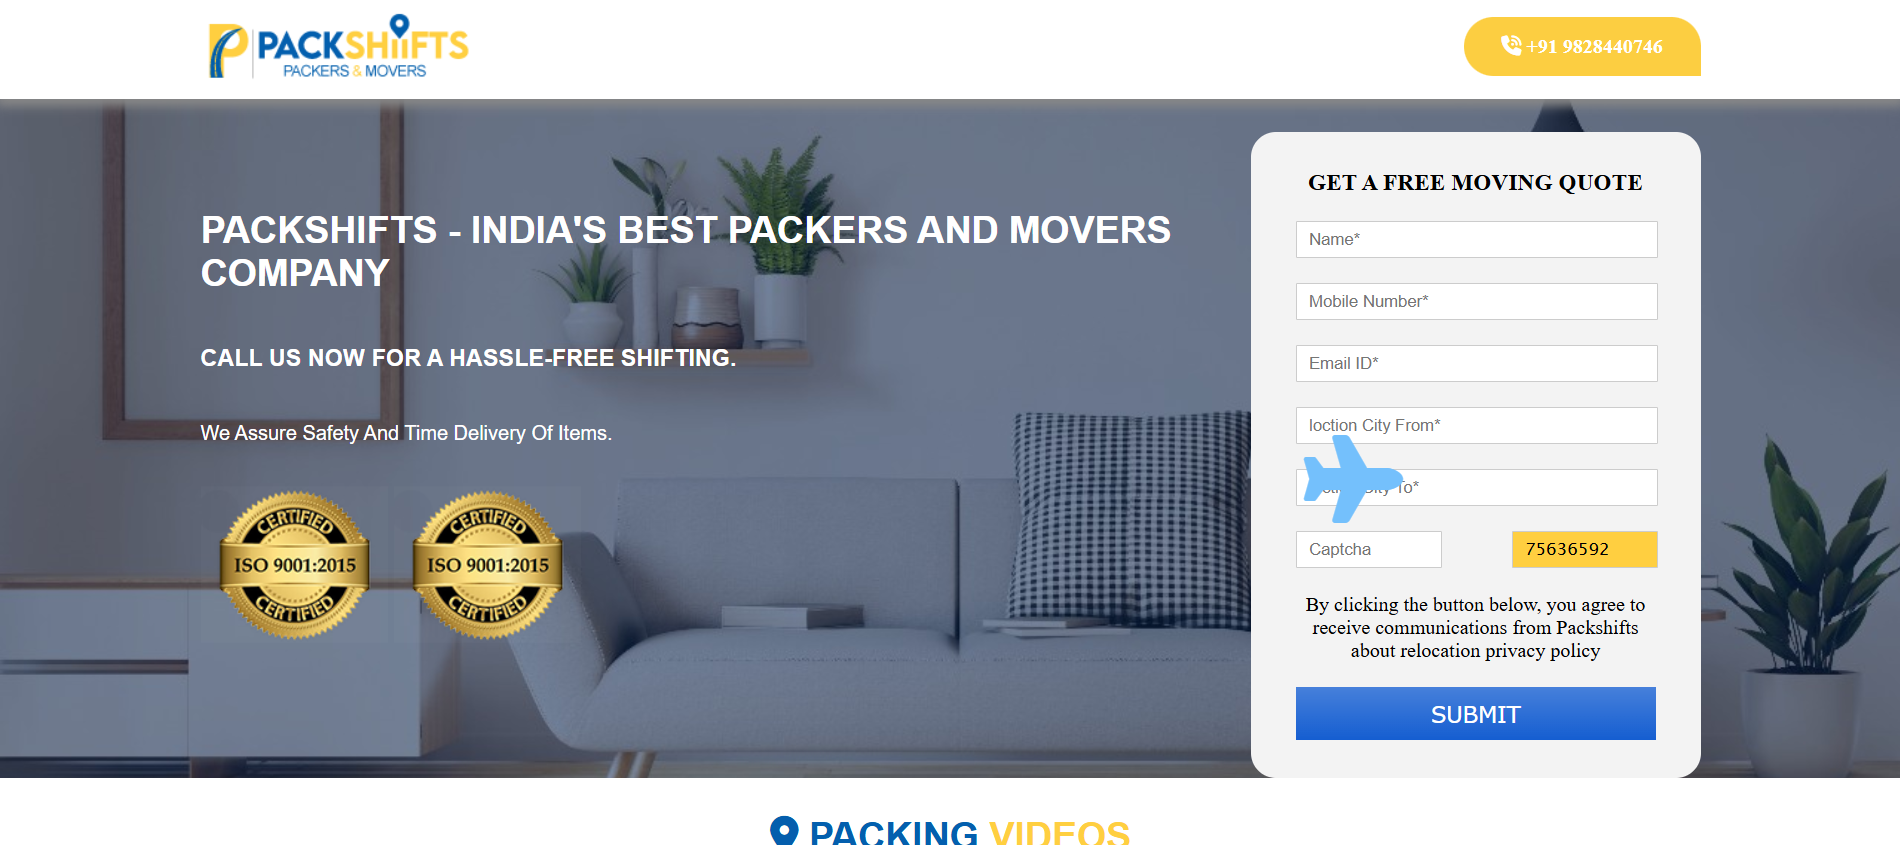 PACKSHIFTS
PACKERS & MOVERS
+91 9828440746
PACKSHIFTS - INDIA'S BEST PACKERS AND MOVERS
COMPANY
CALL US NOW FOR A HASSLE-FREE SHIFTING.
We Assure Safety And Time Delivery Of Items.
CERTIFIED
ISO 9001:2015
CERTIFIED
CERTIFIED
ISO 9001:2015
CERTIFIED
GET A FREE MOVING QUOTE
Name*
Mobile Number*
Email ID*
loction City From*
To*
Captcha
75636592
By clicking the button below, you agree to
receive communications from Packshifts
about relocation privacy policy
SUBMIT
PACKING VIDEOS